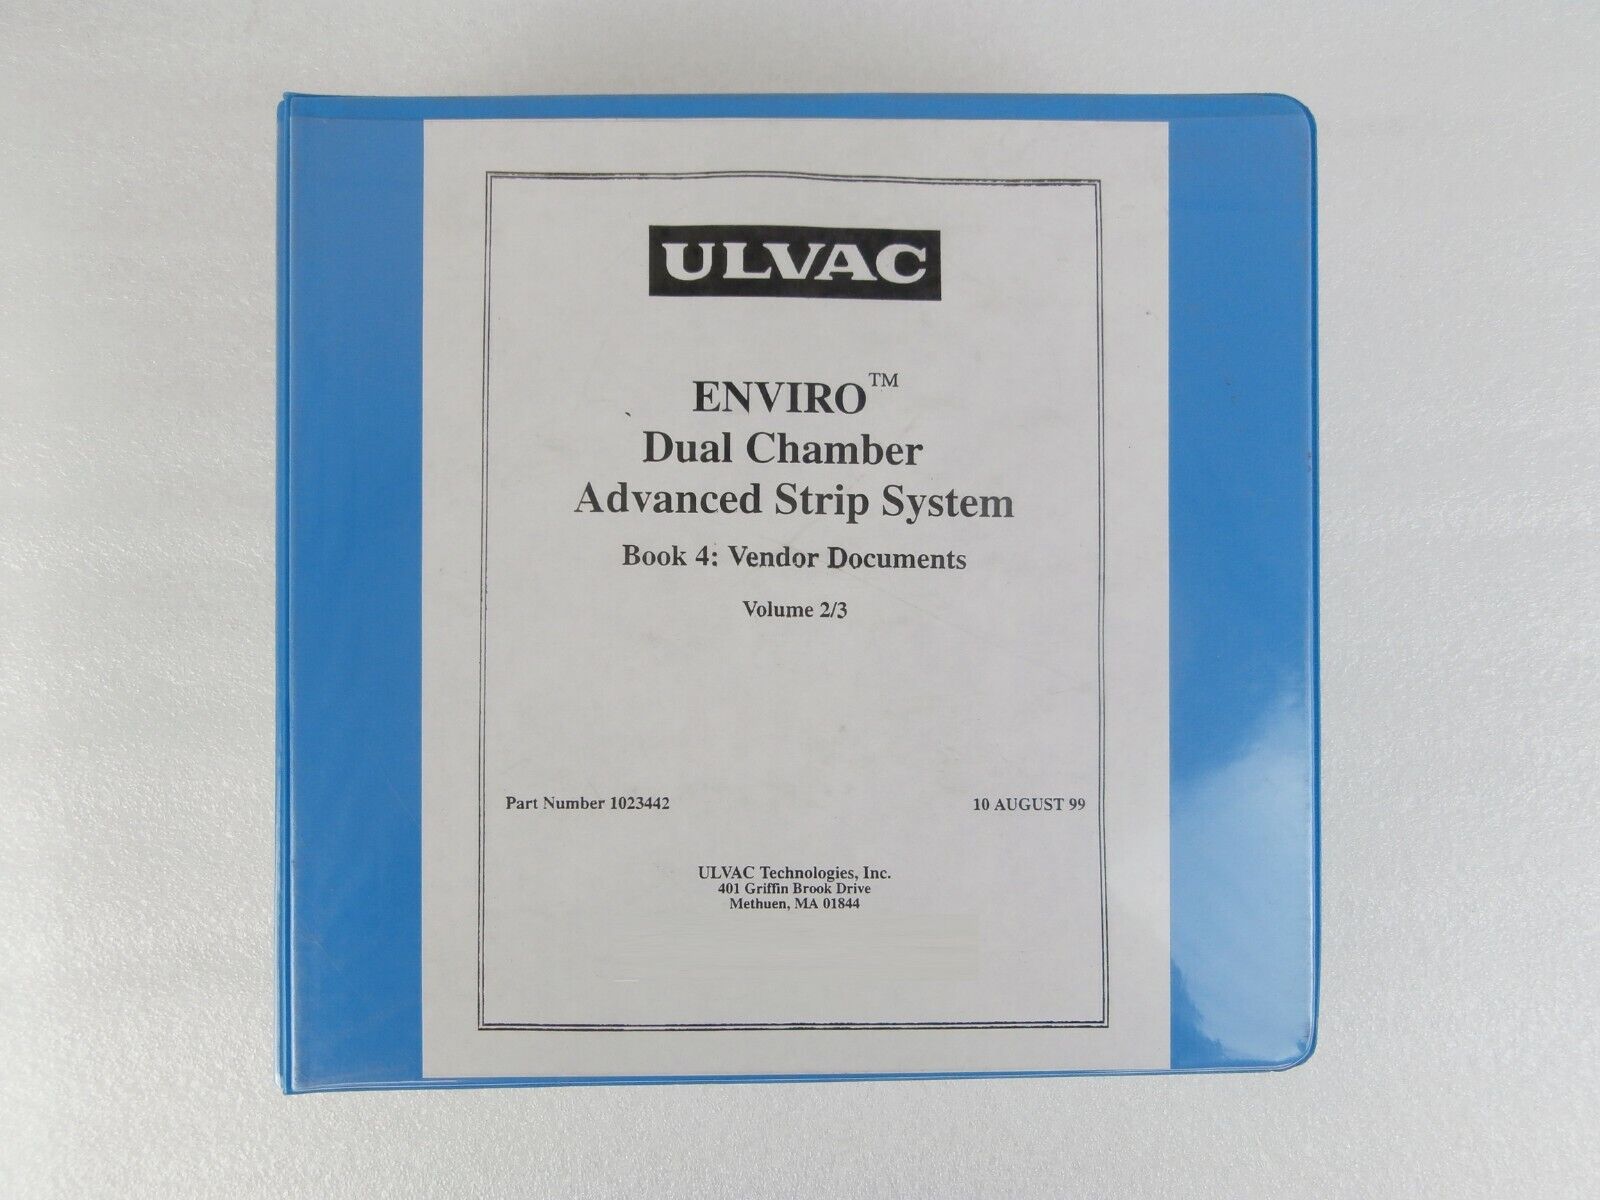 ULVAC
ENVIRO™
Dual Chamber
Advanced Strip System
Book 4: Vendor Documents
Volume 2/3
Part Number 1023442 10 AUGUST 99
ULVAC Technologies, Inc.
401 Griffin Brook Drive
Methuen, MA 01844